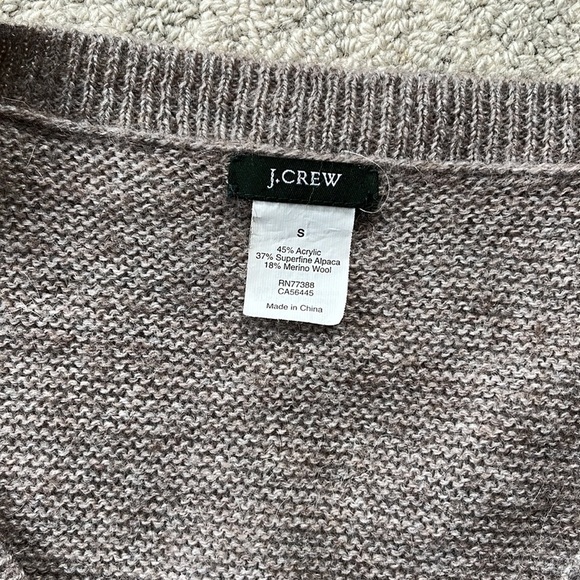 J.CREW
S
45% Acrylic
37% Superfine Alpaca
18% Merino Wool
RN77388
CA56445
Made in China